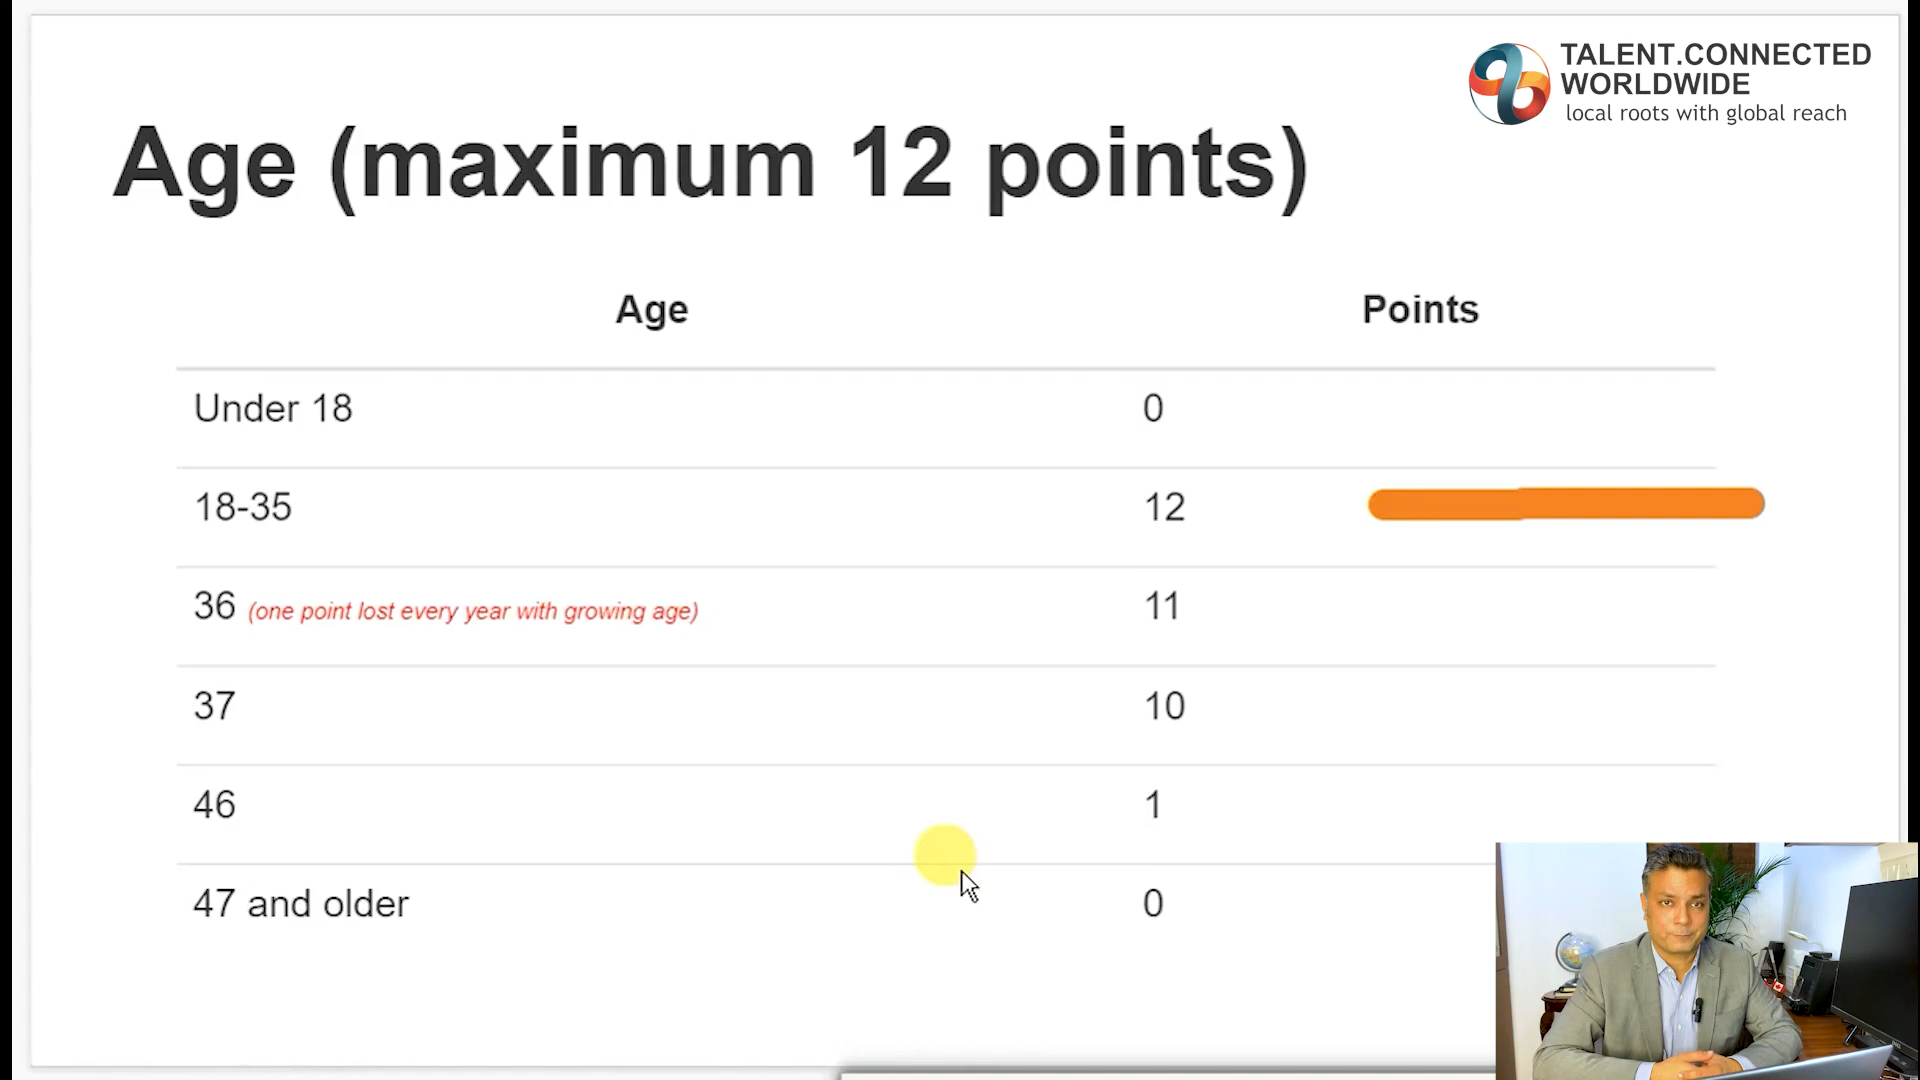 TALENT.CONNECTED
WORLDWIDE
local roots with global reach
Age (maximum 12 points)
Age Points
Under 18 0
18-35 12
36 (one point lost every year with growing age) 11
37 10
46 1
47 and older 0